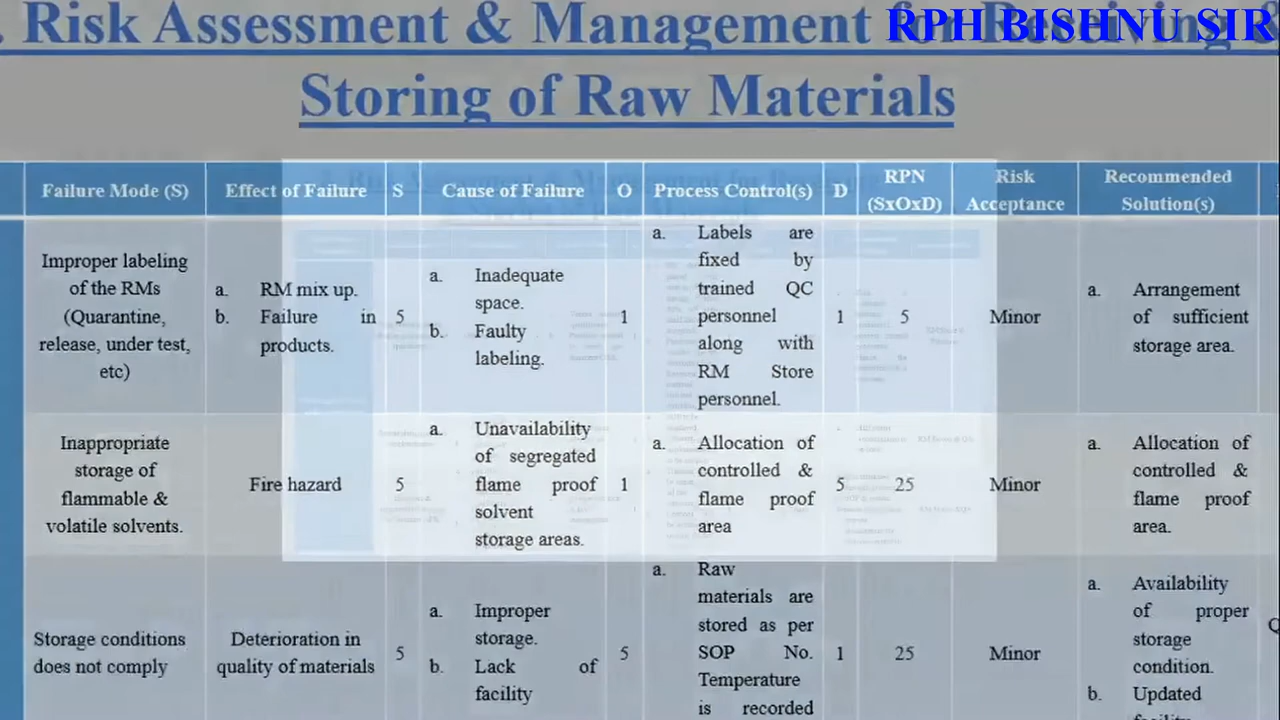 . Risk Assessment & Management for Receiving &
RPH BISHNU SIR
Storing of Raw Materials
Failure Mode (S)
Effect of Failure
S
Cause of Failure
O
Process Control(s)
D
RPN
(SxOxD)
Risk
Acceptance
Recommended
Solution(s)
Improper labeling
of the RMs
(Quarantine,
release, under test,
etc)
a. RM mix up.
b. Failure in
products.
5
a. Inadequate
space.
b. Faulty
labeling.
1
a. Labels are
fixed by
trained QC
personnel
along with
RM Store
personnel.
1
5
Minor
a. Arrangement
of sufficient
storage area.
Inappropriate
storage of
flammable &
volatile solvents.
Fire hazard
5
a. Unavailability
of segregated
flame proof
solvent
storage areas.
1
a. Allocation of
controlled &
flame proof
area
5
25
Minor
a. Allocation of
controlled &
flame proof
area.
Storage conditions
does not comply
Deterioration in
quality of materials
5
a. Improper
storage.
b. Lack of
facility
5
a. Raw
materials are
stored as per
SOP No.
Temperature
is recorded
1
25
Minor
a. Availability
of proper
storage
condition.
b. Updated